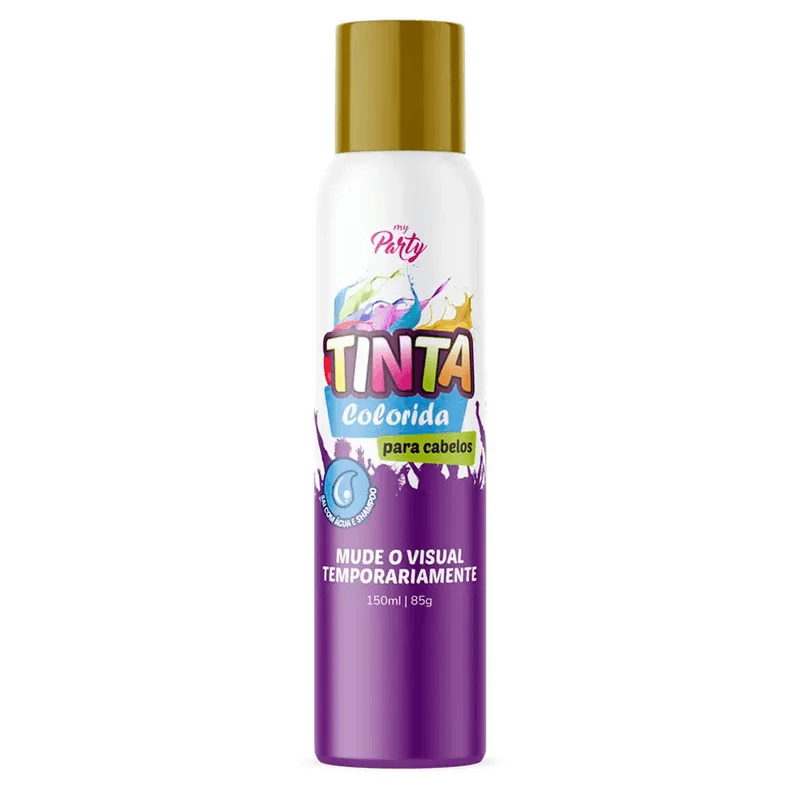 my
Party
TINTA
Colorida
para cabelos
SAI COM ÁGUA E SHAMPOO
MUDE O VISUAL
TEMPORARIAMENTE
150ml | 85g